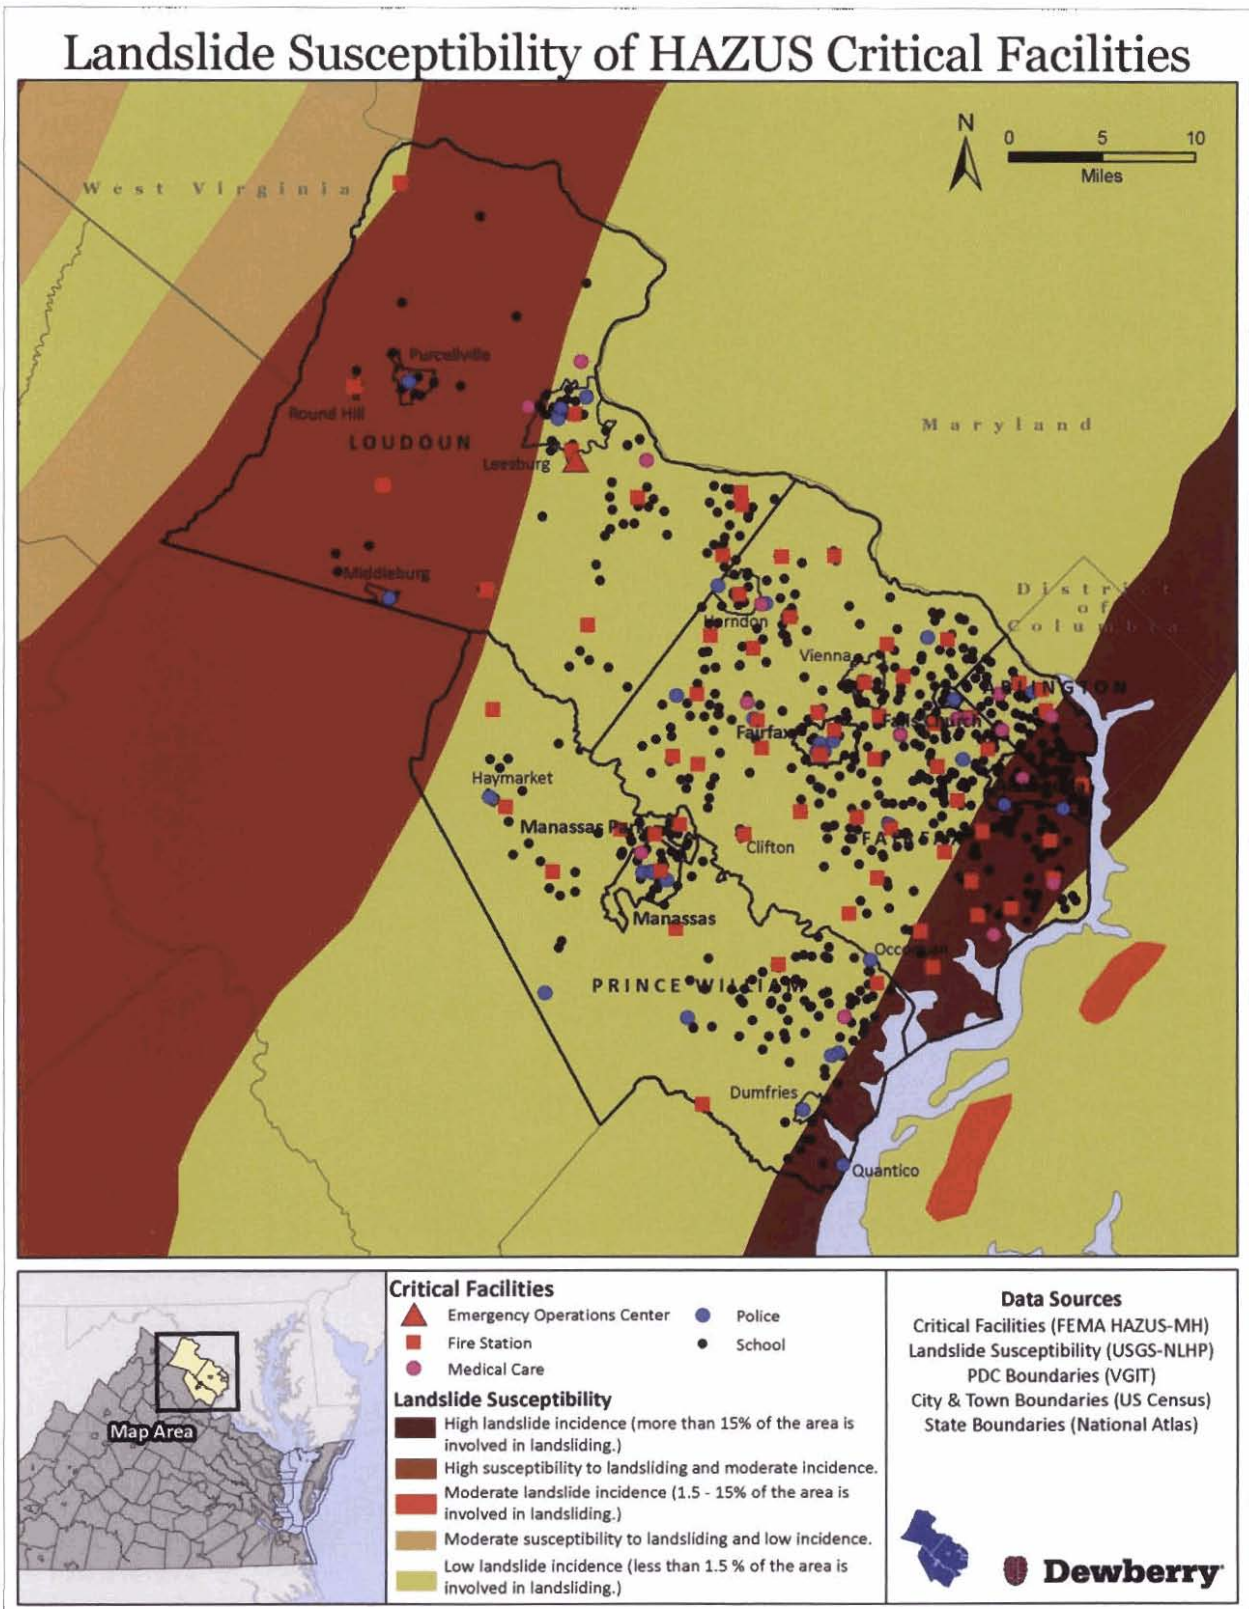 Landslide Susceptibility of HAZUS Critical Facilities
N
0 5 10
Miles
West Virginia
Purcellville
Round Hill
LOUDOUN
Leesburg
Maryland
Middleburg
District
of
Columbia
Herndon
Vienna
ARLINGTON
Falls Church
Fairfax
Haymarket
Manassas Park
FAIRFAX
Clifton
Manassas
Occoquan
PRINCE WILLIAM
Dumfries
Quantico
Map Area
Critical Facilities
Emergency Operations Center
Police
Fire Station
School
Medical Care
Landslide Susceptibility
High landslide incidence (more than 15% of the area is
involved in landsliding.)
High susceptibility to landsliding and moderate incidence.
Moderate landslide incidence (1.5 - 15% of the area is
involved in landsliding.)
Moderate susceptibility to landsliding and low incidence.
Low landslide incidence (less than 1.5 % of the area is
involved in landsliding.)
Data Sources
Critical Facilities (FEMA HAZUS-MH)
Landslide Susceptibility (USGS-NLHP)
PDC Boundaries (VGIT)
City & Town Boundaries (US Census)
State Boundaries (National Atlas)
Dewberry